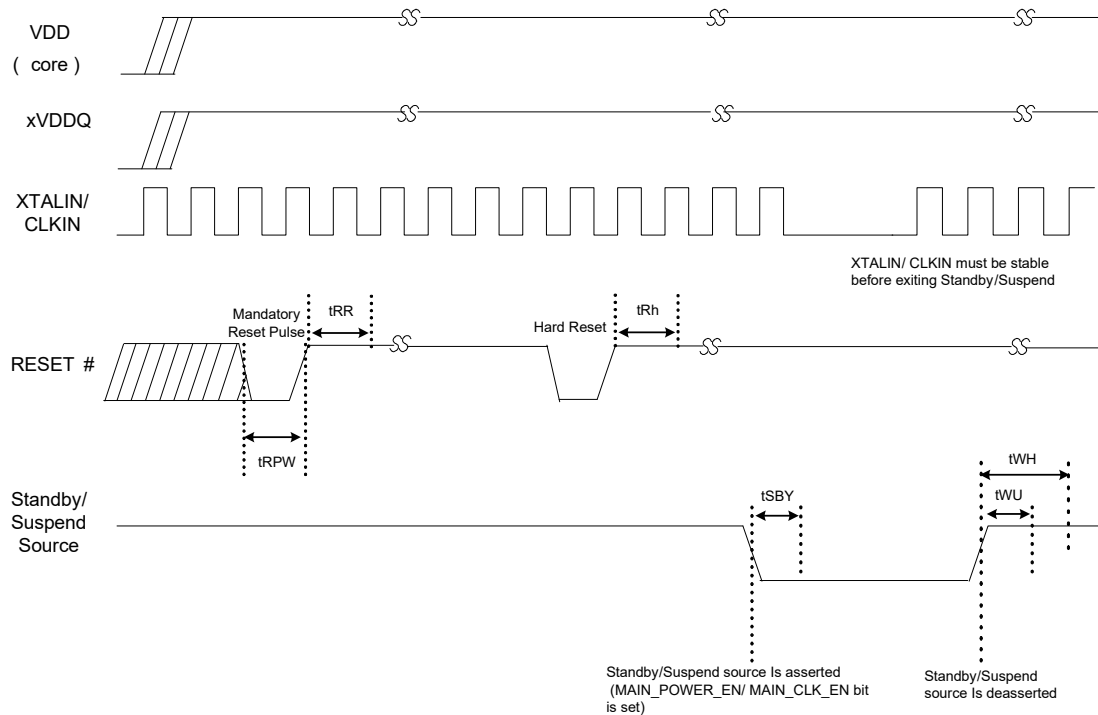 VDD
( core )
xVDDQ
XTALIN/
CLKIN
XTALIN/ CLKIN must be stable
before exiting Standby/Suspend
Mandatory
Reset Pulse
tRR
Hard Reset
tRh
RESET #
tRPW
tWH
Standby/
Suspend
Source
tSBY
tWU
Standby/Suspend source Is asserted
(MAIN_POWER_EN/ MAIN_CLK_EN bit
is set)
Standby/Suspend
source Is deasserted